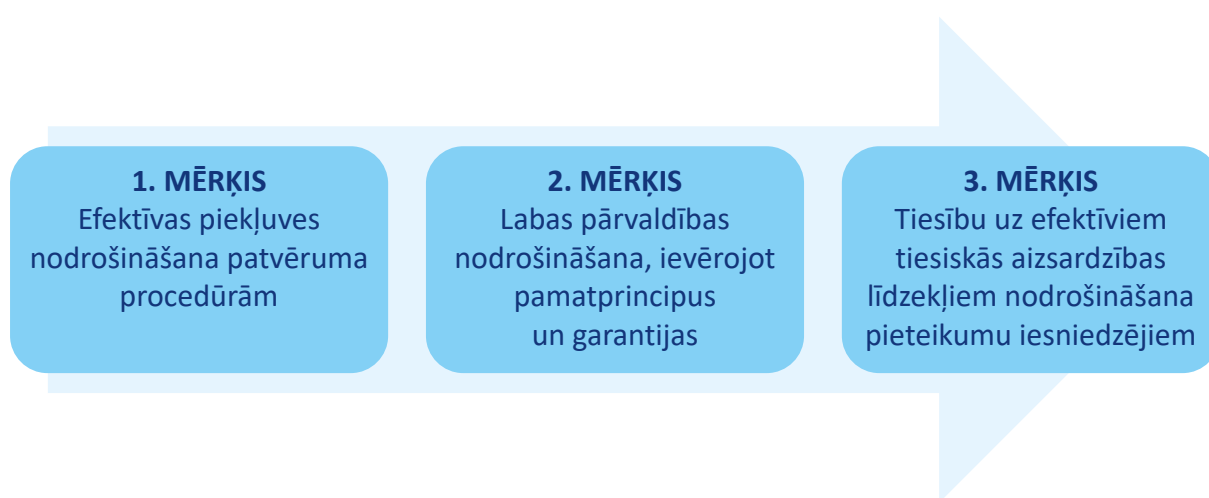 1. MĒRĶIS
Efektīvas piekļuves
nodrošināšana patvēruma
procedūrām
2. MĒRĶIS
Labas pārvaldības
nodrošināšana, ievērojot
pamatprincipus
un garantijas
3. MĒRĶIS
Tiesību uz efektīviem
tiesiskās aizsardzības
līdzekļiem nodrošināšana
pieteikumu iesniedzējiem